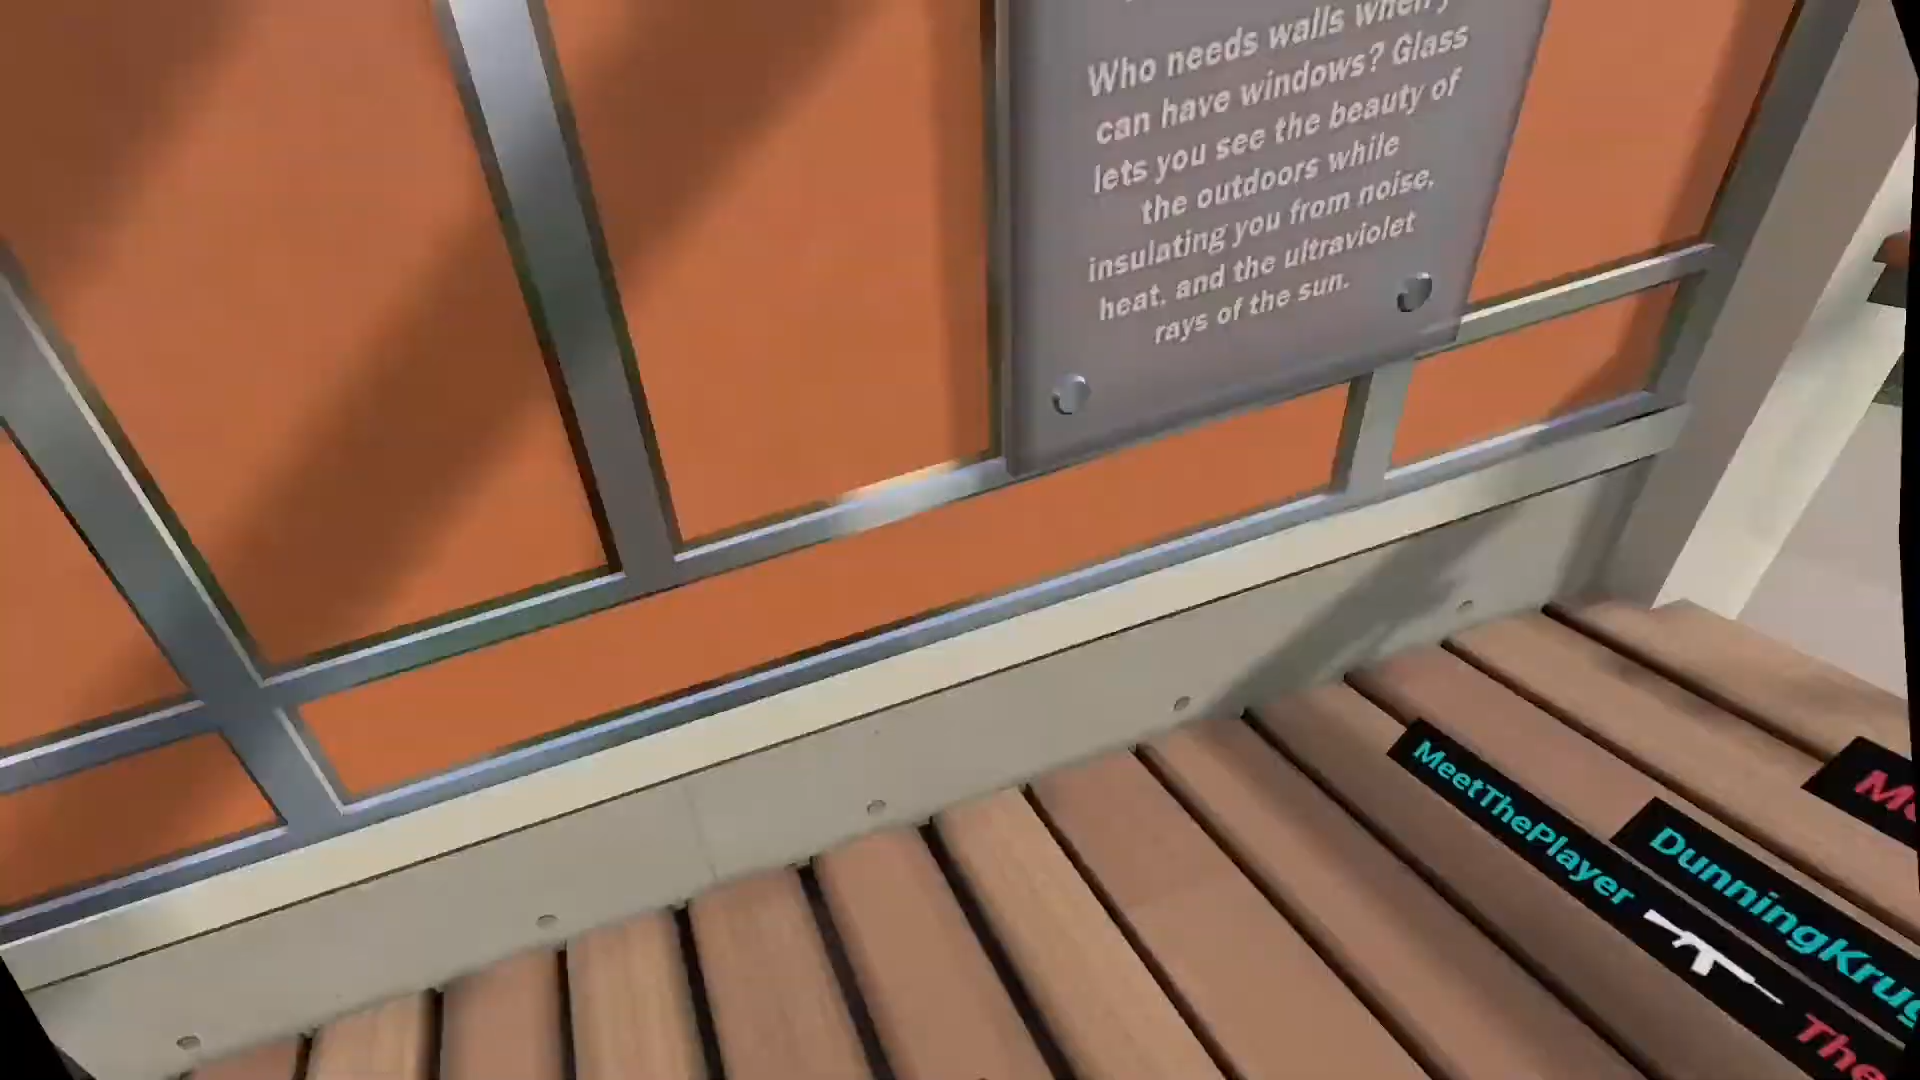 Who needs walls when
can have windows? Glass
lets you see the beauty of
the outdoors while
insulating you from noise,
heat, and the ultraviolet
rays of the sun.
MeetThePlayer
DunningKrug
The